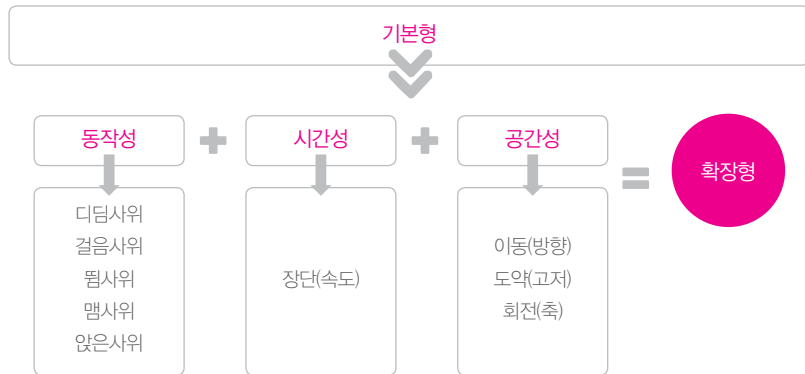 기본형
동작성
시간성
공간성
확장형
디딤사위
걸음사위
뜀사위
맴사위
앉은사위
장단(속도)
이동(방향)
도약(고저)
회전(축)